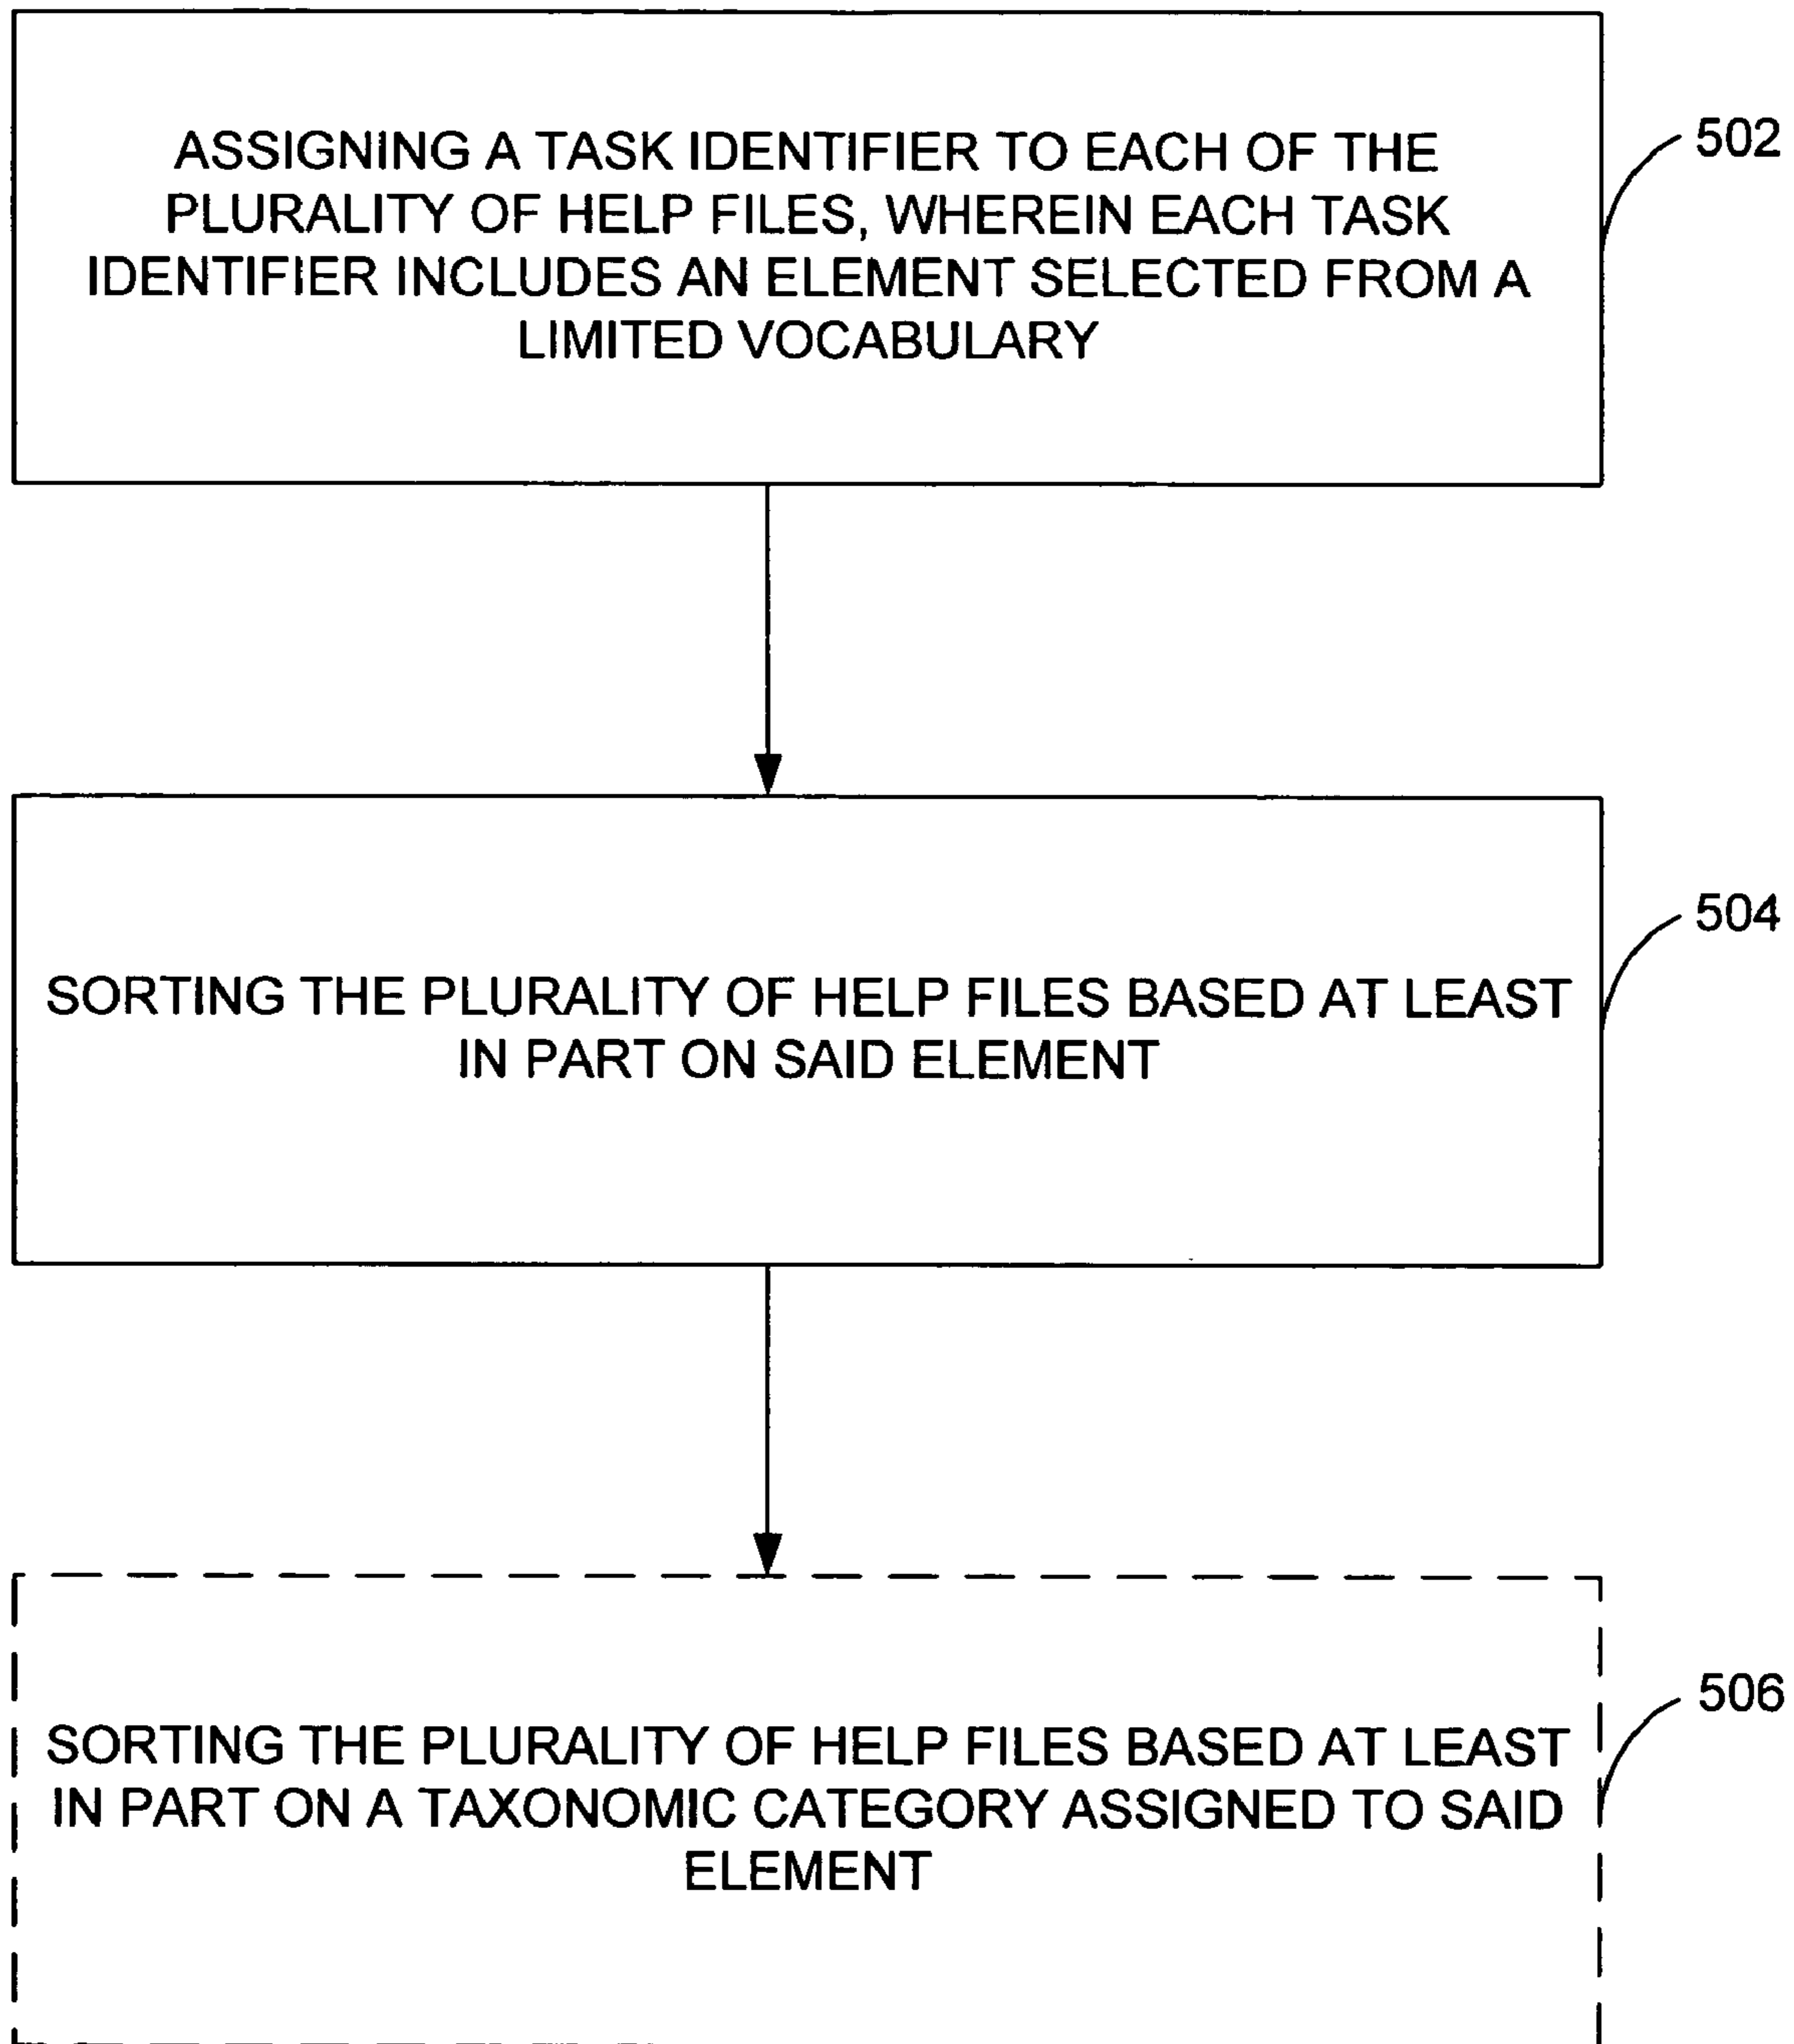 ASSIGNING A TASK IDENTIFIER TO EACH OF THE
PLURALITY OF HELP FILES, WHEREIN EACH TASK
IDENTIFIER INCLUDES AN ELEMENT SELECTED FROM A
LIMITED VOCABULARY
502
SORTING THE PLURALITY OF HELP FILES BASED AT LEAST
IN PART ON SAID ELEMENT
504
SORTING THE PLURALITY OF HELP FILES BASED AT LEAST
IN PART ON A TAXONOMIC CATEGORY ASSIGNED TO SAID
ELEMENT
506